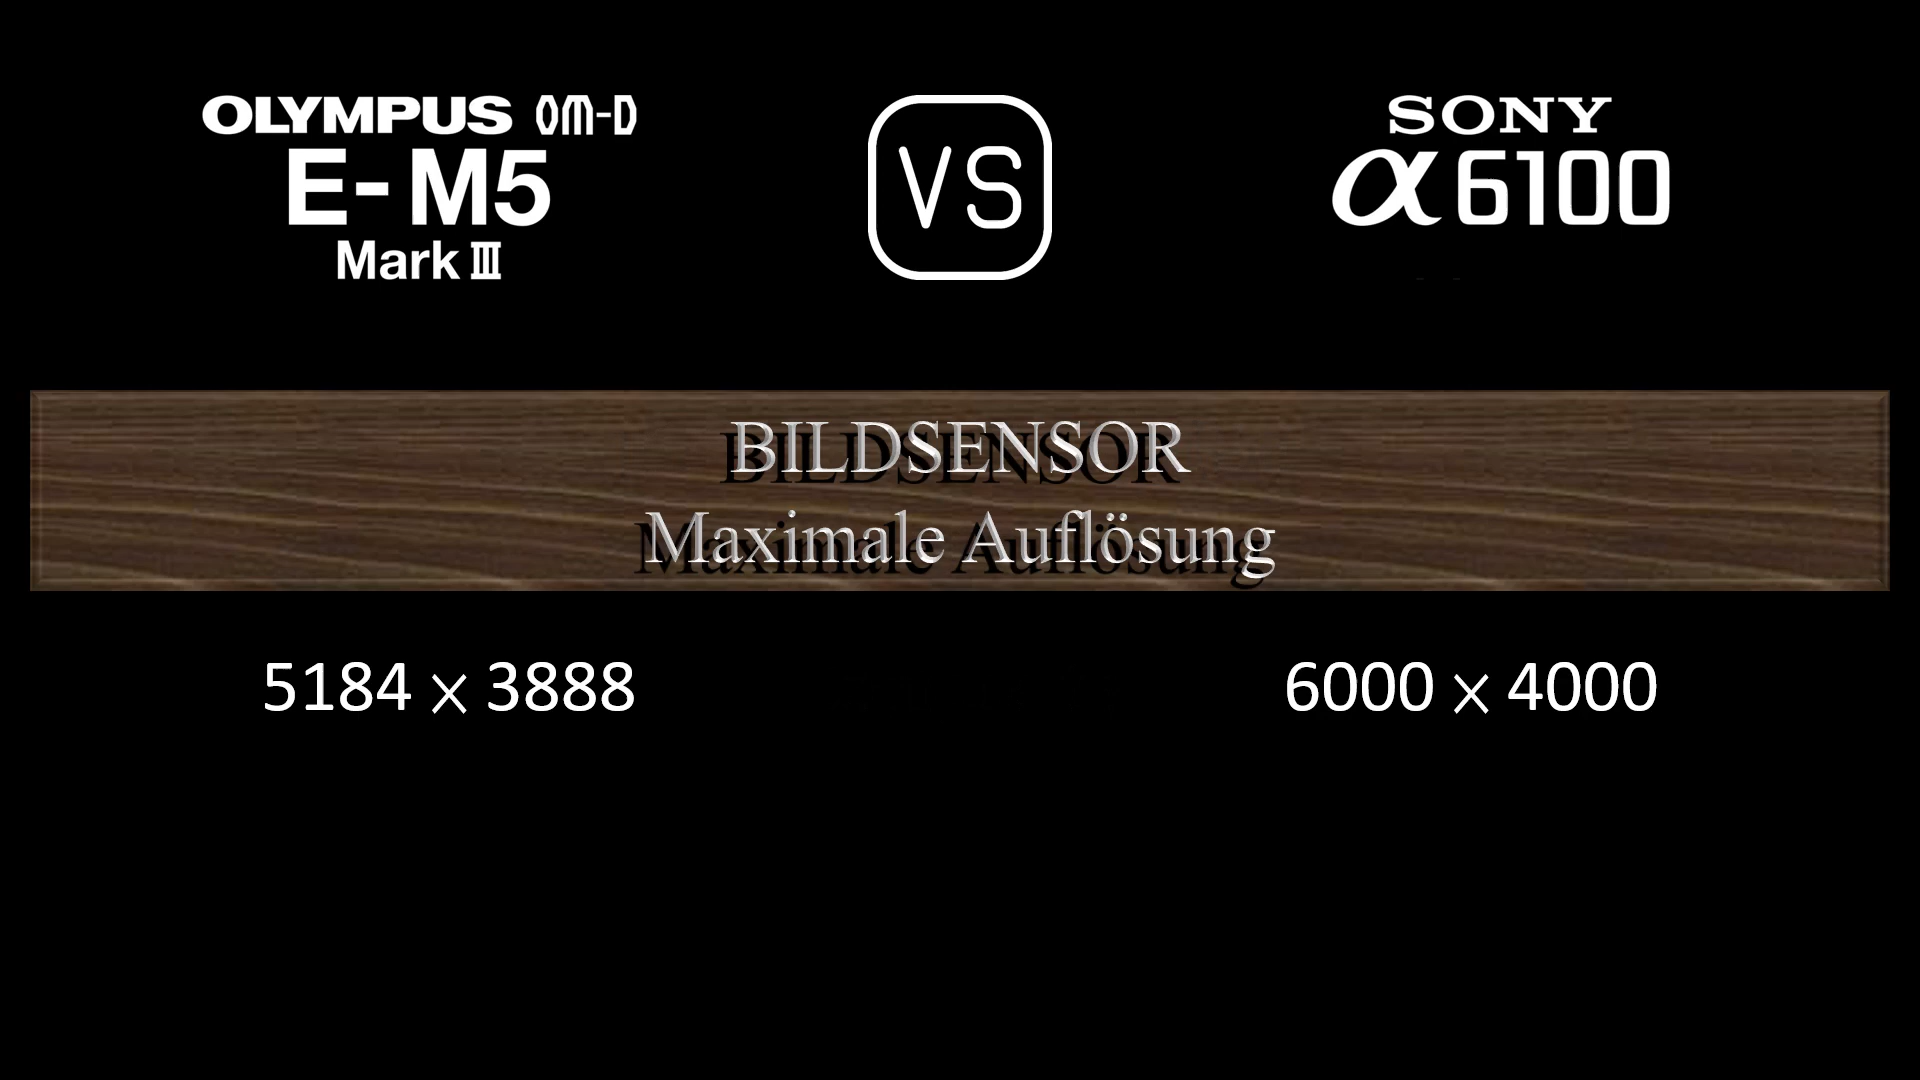 OLYMPUS OM-D
E-M5
Mark III
VS
SONY
α6100
BILDSENSOR
Maximale Auflösung
5184 x 3888
6000 x 4000